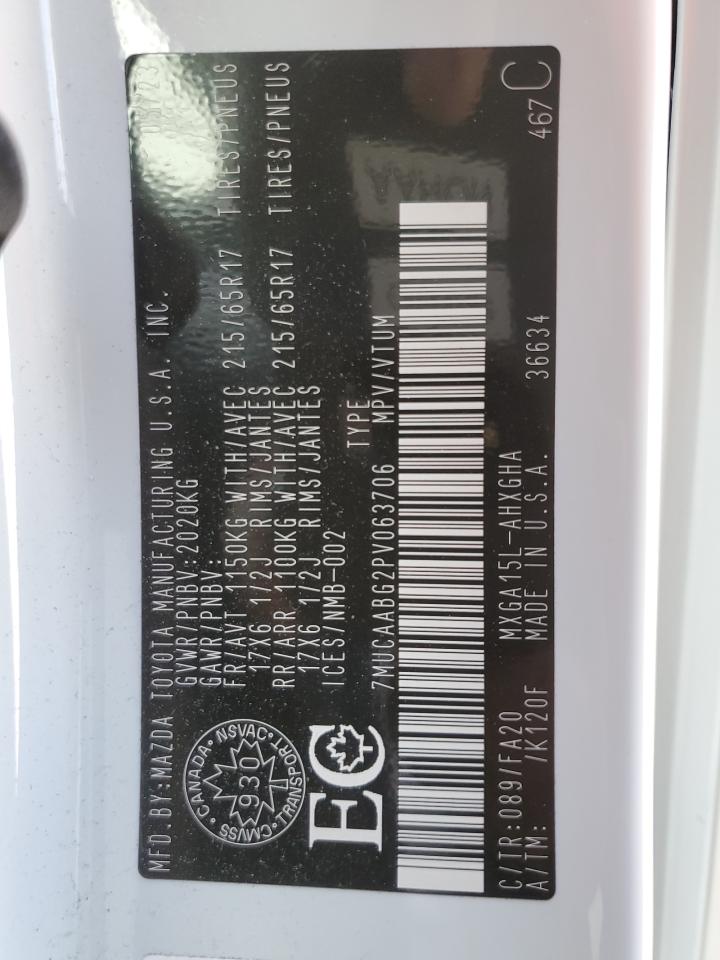 MFD.BY:MAZDA TOYOTA MANUFACTURING U.S.A. INC.
GVWR/PNBV:2020KG
GAWR/PNBV:
FR/AVT 1150KG WITH/AVEC 215/65R17 TIRES/PNEUS
17X6 1/2J RIMS/JANTES
RR/ARR 1100KG WITH/AVEC 215/65R17 TIRES/PNEUS
17X6 1/2J RIMS/JANTES
ICES/NMB-002
TYPE
7MUCAABG2PV063706 MPV/VTUM
CANADA • NSVAC • TRANSPORT • CMVSS
930
EC
C/TR:089/FA20 MXGA15L-AHXGHA
A/TM: /K120F MADE IN U.S.A. 36634 467 C